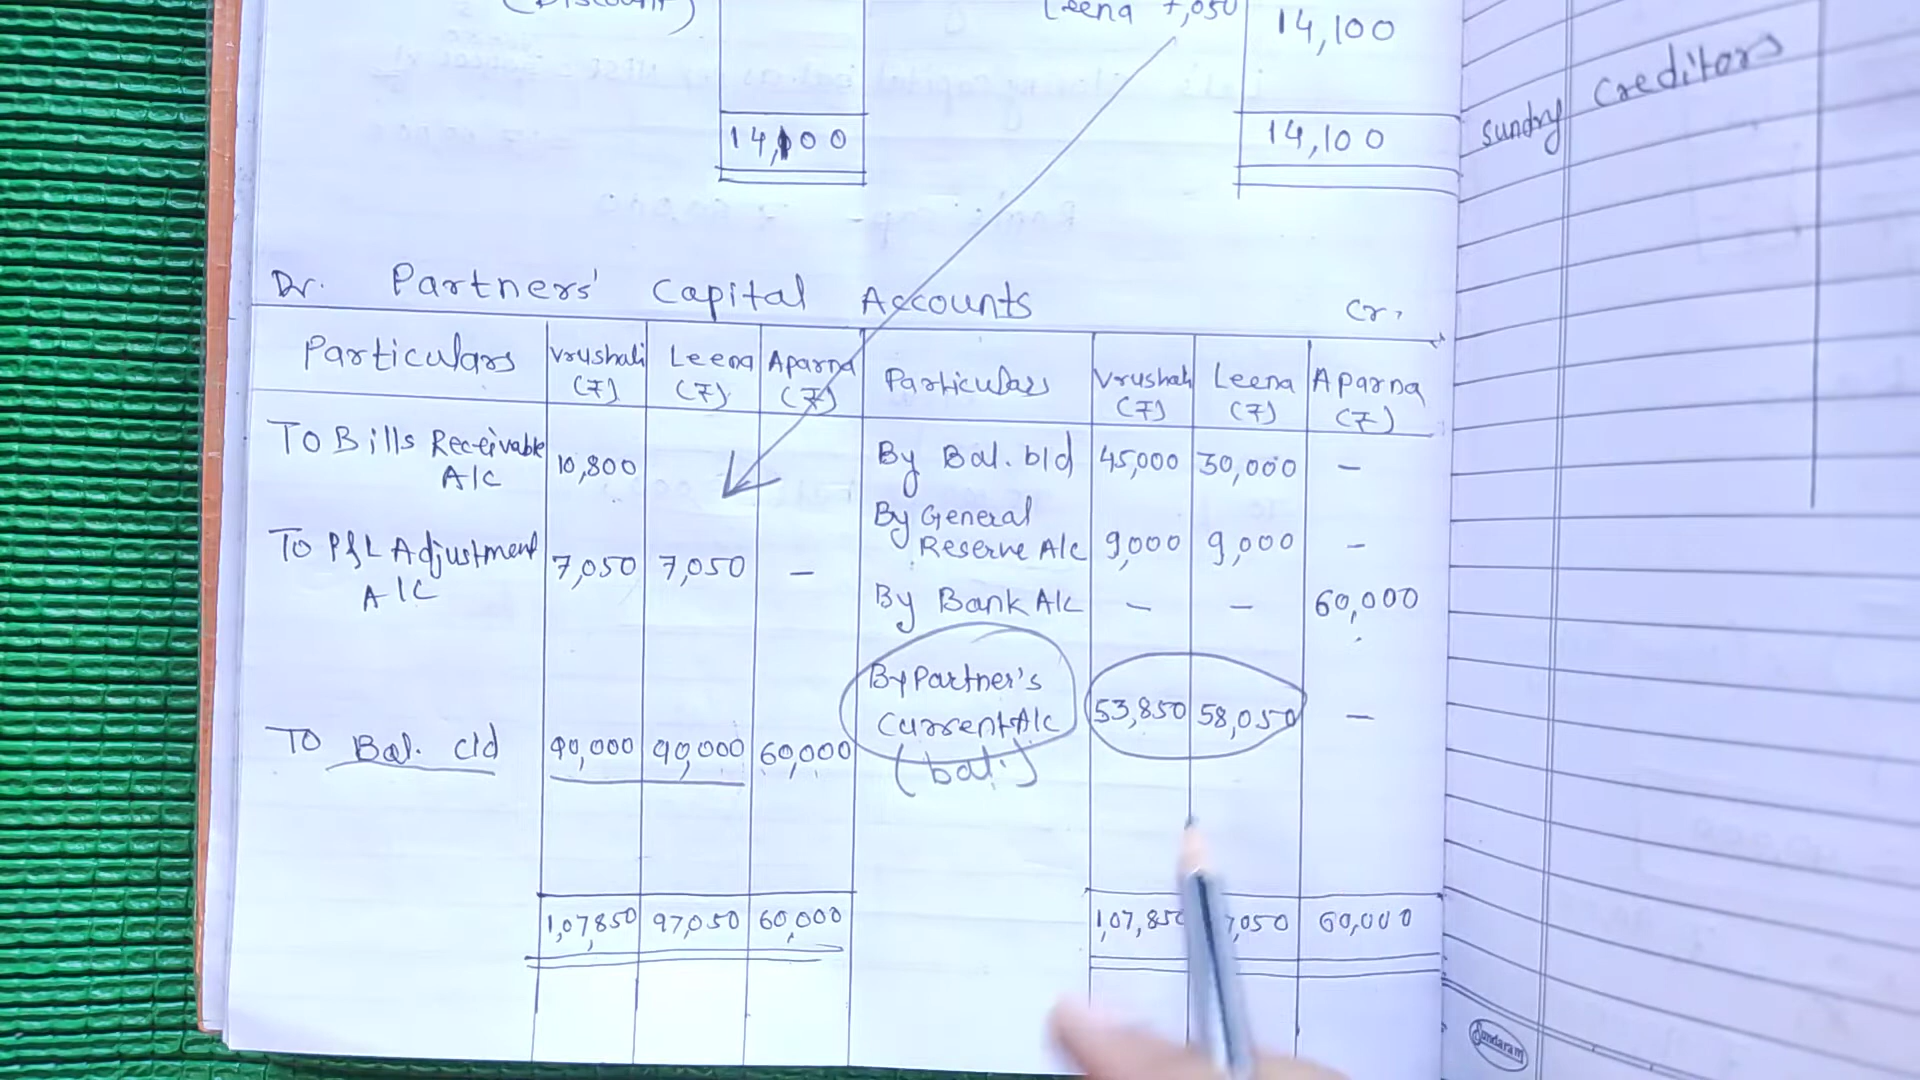 (Discount)
Leena 7,050 14,100
14,100 14,100
Sundry Creditors
Dr. Partners' Capital Accounts Cr.
Particulars Vrushali (₹) Leena (₹) Aparna (₹) Particulars Vrushali (₹) Leena (₹) Aparna (₹)
To Bills Receivable A/c 10,800 By Bal. b/d 45,000 30,000 —
By General Reserve A/c 9,000 9,000 —
To P&L Adjustment A/c 7,050 7,050 —
By Bank A/c — — 60,000
By Partner's Current A/c (bal.) 53,850 58,050 —
To Bal. c/d 90,000 90,000 60,000
1,07,850 97,050 60,000 1,07,850 7,050 60,000
Sundaram